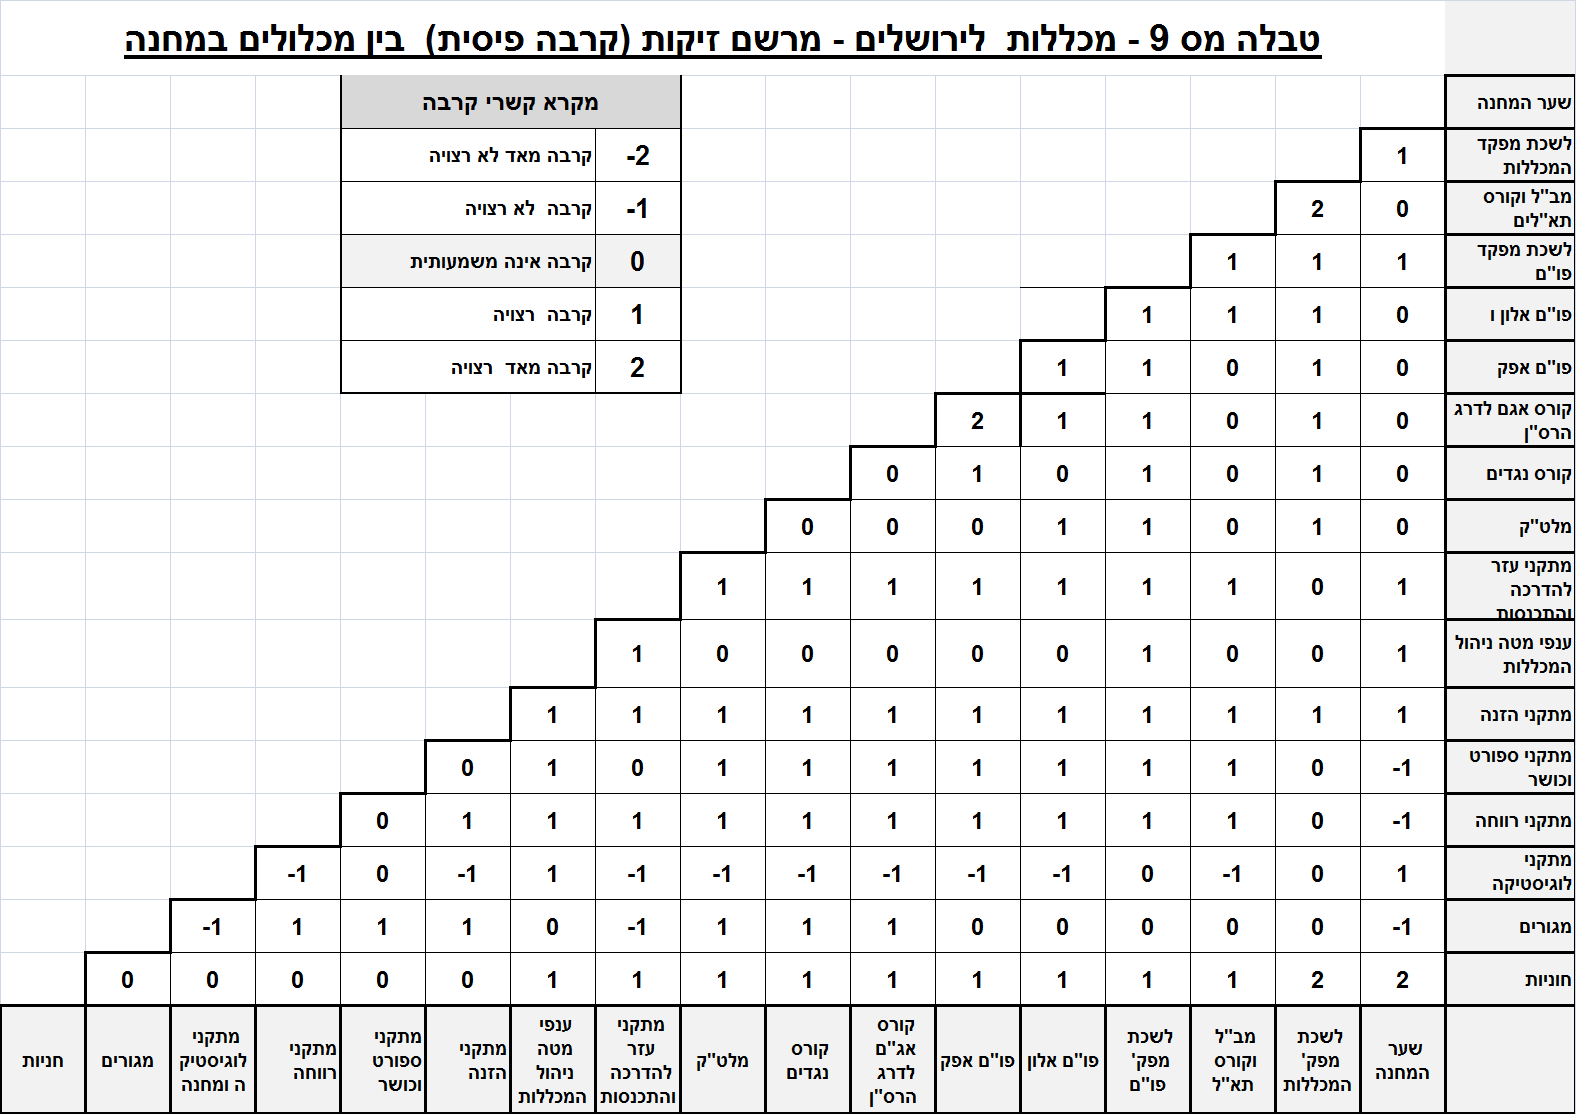 טבלה מס 9 - מכללות לירושלים - מרשם זיקות (קרבה פיסית) בין מכלולים במחנה
מקרא קשרי קרבה
-2 קרבה מאד לא רצויה
-1 קרבה לא רצויה
0 קרבה אינה משמעותית
1 קרבה רצויה
2 קרבה מאד רצויה
שער המחנה
לשכת מפקד
המכללות
1
מב"ל וקורס
תא"לים
0 2
לשכת מפקד
פו"ם
1 1 1
פו"ם אלון ו
0 1 1 1
פו"ם אפק
0 1 0 1 1
קורס אגם לדרג
הרס"ן
0 1 0 1 1 2
קורס נגדים
0 1 0 1 0 1 0
מלט"ק
0 1 0 1 1 0 0 0
מתקני עזר
להדרכה
והתכנסות
1 0 1 1 1 1 1 1 1
ענפי מטה ניהול
המכללות
1 0 0 1 0 0 0 0 0 1
מתקני הזנה
1 1 1 1 1 1 1 1 1 1 1
מתקני ספורט
וכושר
-1 0 1 1 1 1 1 1 1 0 1 0
מתקני רווחה
-1 0 1 1 1 1 1 1 1 1 1 1 0
מתקני
לוגיסטיקה
1 0 -1 0 -1 -1 -1 -1 -1 -1 1 -1 0 -1
מגורים
-1 0 0 0 0 0 1 1 1 -1 0 1 1 1 -1
חוניות
2 2 1 1 1 1 1 1 1 1 1 0 0 0 0 0
שער
המחנה
לשכת
מפק'
המכללות
מב"ל
וקורס
תא"ל
לשכת
מפק'
פו"ם
פו"ם אלון
פו"ם אפק
קורס
אג"ם
לדרג
הרס"ן
קורס
נגדים
מלט"ק
מתקני
עזר
להדרכה
והתכנסות
ענפי
מטה
ניהול
המכללות
מתקני
הזנה
מתקני
ספורט
וכושר
מתקני
רווחה
מתקני
לוגיסטיק
ה ומחנה
מגורים
חניות